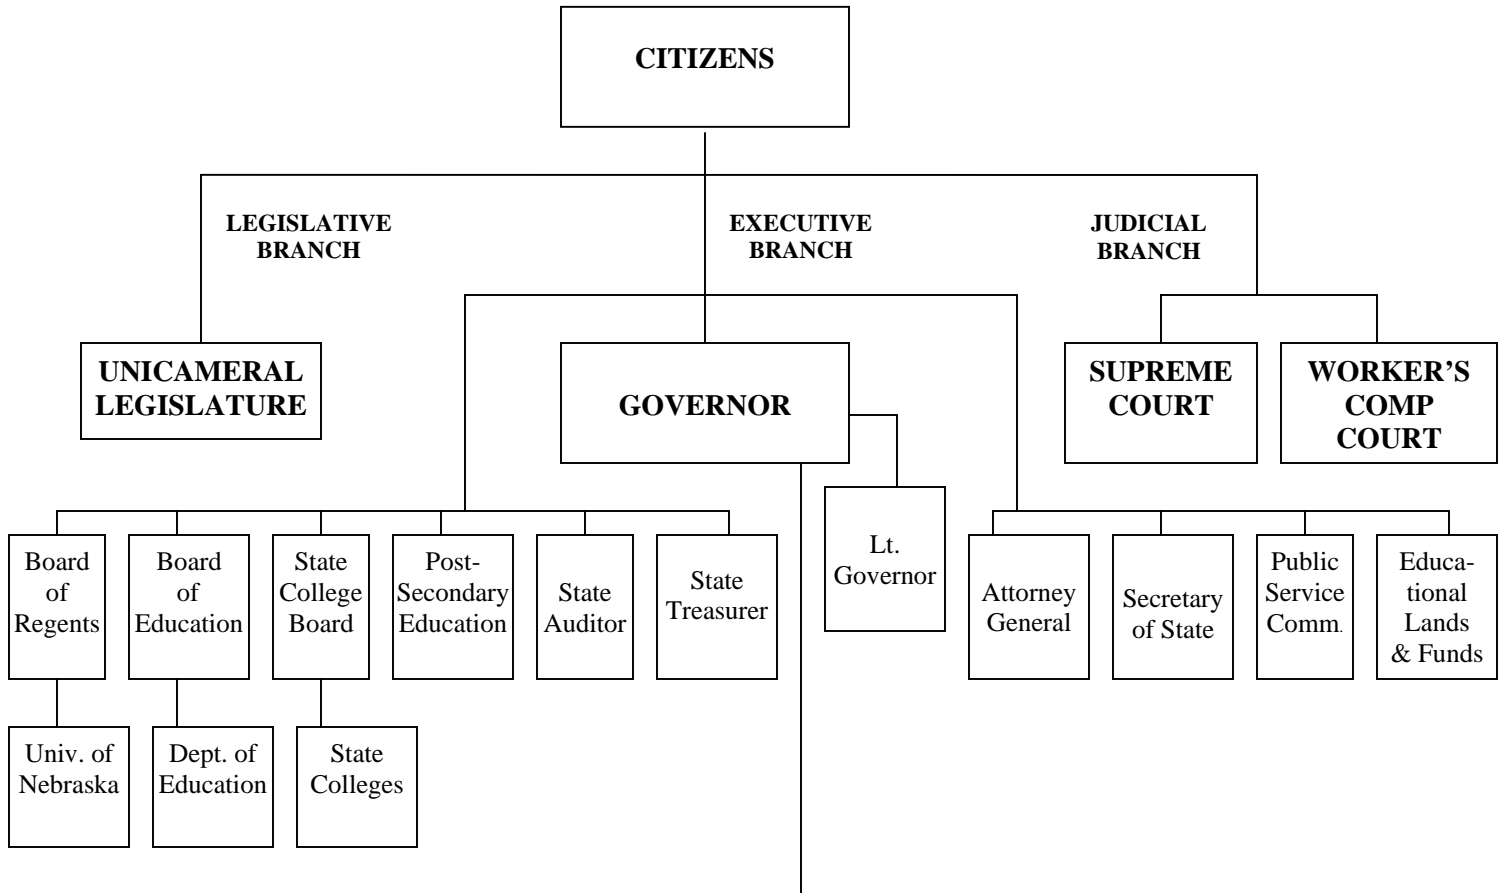 CITIZENS
LEGISLATIVE
BRANCH
EXECUTIVE
BRANCH
JUDICIAL
BRANCH
UNICAMERAL
LEGISLATURE
GOVERNOR
SUPREME
COURT
WORKER'S
COMP
COURT
Board
of
Regents
Board
of
Education
State
College
Board
Post-
Secondary
Education
State
Auditor
State
Treasurer
Lt.
Governor
Attorney
General
Secretary
of State
Public
Service
Comm.
Educa-
tional
Lands
& Funds
Univ. of
Nebraska
Dept. of
Education
State
Colleges